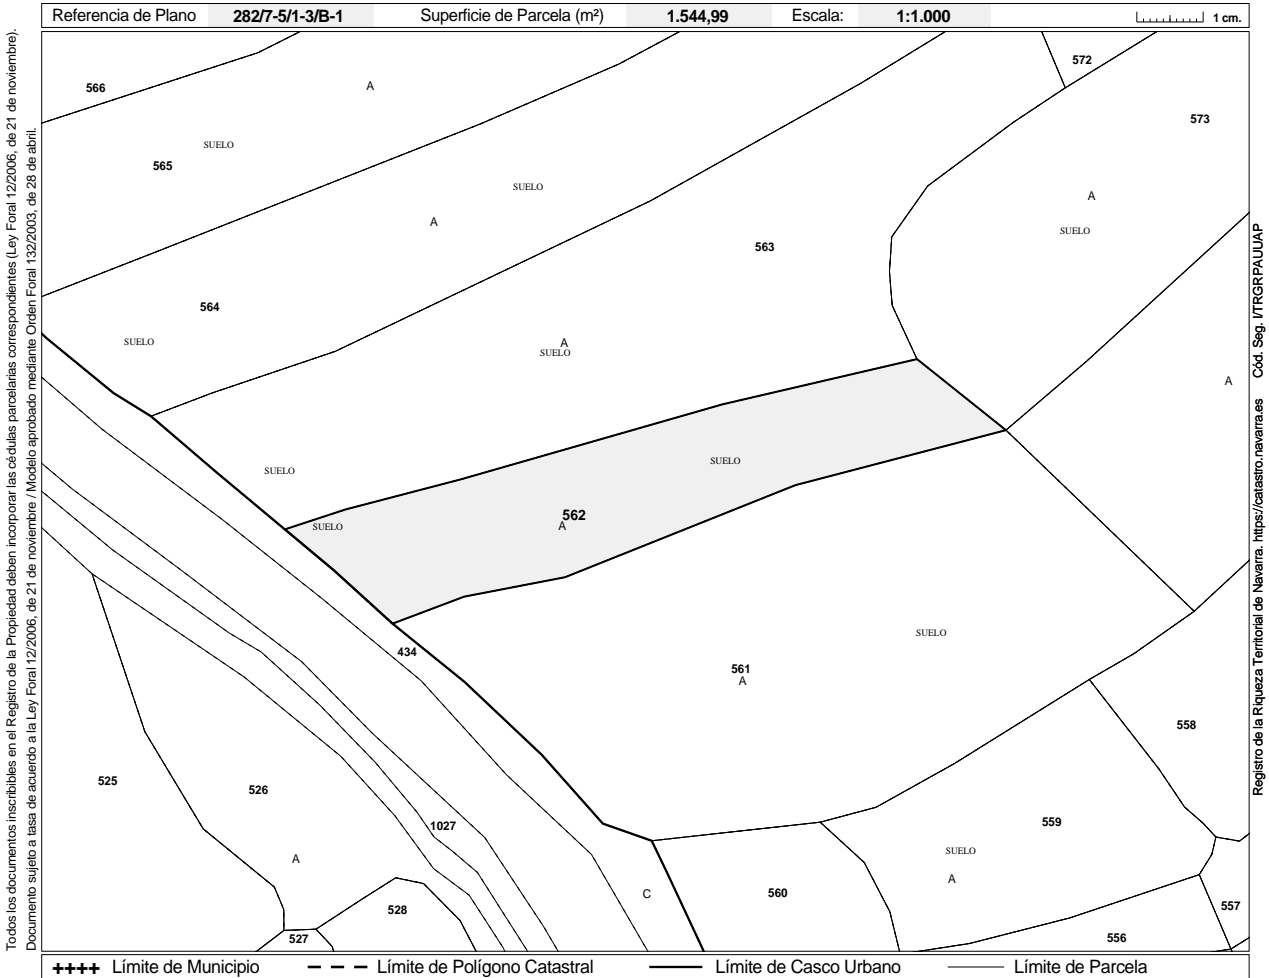 Referencia de Plano 282/7-5/1-3/B-1 Superficie de Parcela (m²) 1.544,99 Escala: 1:1.000 1 cm.
Todos los documentos inscribibles en el Registro de la Propiedad deben incorporar las cédulas parcelarias correspondientes (Ley Foral 12/2006, de 21 de noviembre).
Documento sujeto a tasa de acuerdo a la Ley Foral 12/2006, de 21 de noviembre / Modelo aprobado mediante Orden Foral 132/2003, de 28 de abril.
572
566
A
573
SUELO
565
SUELO
A
A
SUELO
563
564
SUELO
A
SUELO
A
SUELO
SUELO
562
SUELO
A
SUELO
434
561
A
558
525
526
559
1027
SUELO
A
A
C
560
557
528
527
556
Registro de la Riqueza Territorial de Navarra. https://catastro.navarra.es Cód. Seg. I/TRGRPAUUAP
++++ Límite de Municipio
Límite de Polígono Catastral
Límite de Casco Urbano
Límite de Parcela